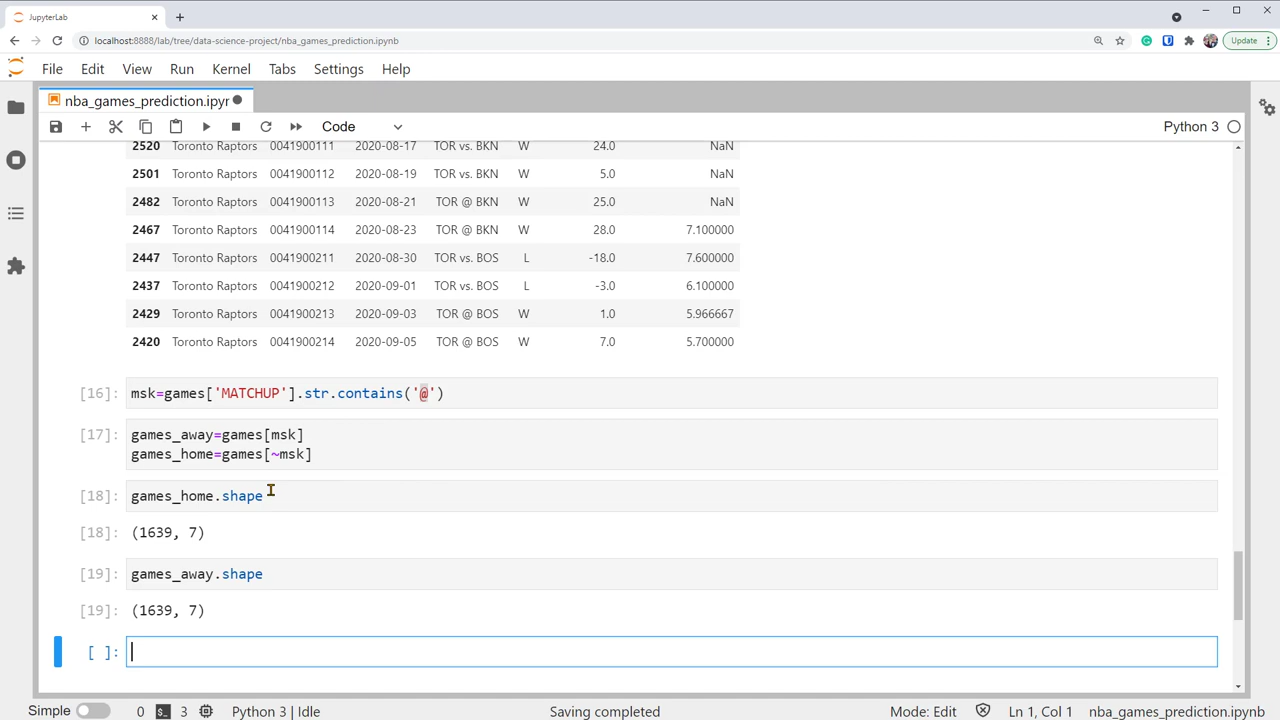 JupyterLab
localhost:8888/lab/tree/data-science-project/nba_games_prediction.ipynb
Update
File Edit View Run Kernel Tabs Settings Help
nba_games_prediction.ipyr
Code Python 3
2520 Toronto Raptors 0041900111 2020-08-17 TOR vs. BKN W 24.0 NaN
2501 Toronto Raptors 0041900112 2020-08-19 TOR vs. BKN W 5.0 NaN
2482 Toronto Raptors 0041900113 2020-08-21 TOR @ BKN W 25.0 NaN
2467 Toronto Raptors 0041900114 2020-08-23 TOR @ BKN W 28.0 7.100000
2447 Toronto Raptors 0041900211 2020-08-30 TOR vs. BOS L -18.0 7.600000
2437 Toronto Raptors 0041900212 2020-09-01 TOR vs. BOS L -3.0 6.100000
2429 Toronto Raptors 0041900213 2020-09-03 TOR @ BOS W 1.0 5.966667
2420 Toronto Raptors 0041900214 2020-09-05 TOR @ BOS W 7.0 5.700000
[16]: msk=games['MATCHUP'].str.contains('@')
[17]: games_away=games[msk]
games_home=games[~msk]
[18]: games_home.shape
[18]: (1639, 7)
[19]: games_away.shape
[19]: (1639, 7)
[ ]:
Simple 0 $_ 3 Python 3 | Idle Saving completed Mode: Edit Ln 1, Col 1 nba_games_prediction.ipynb